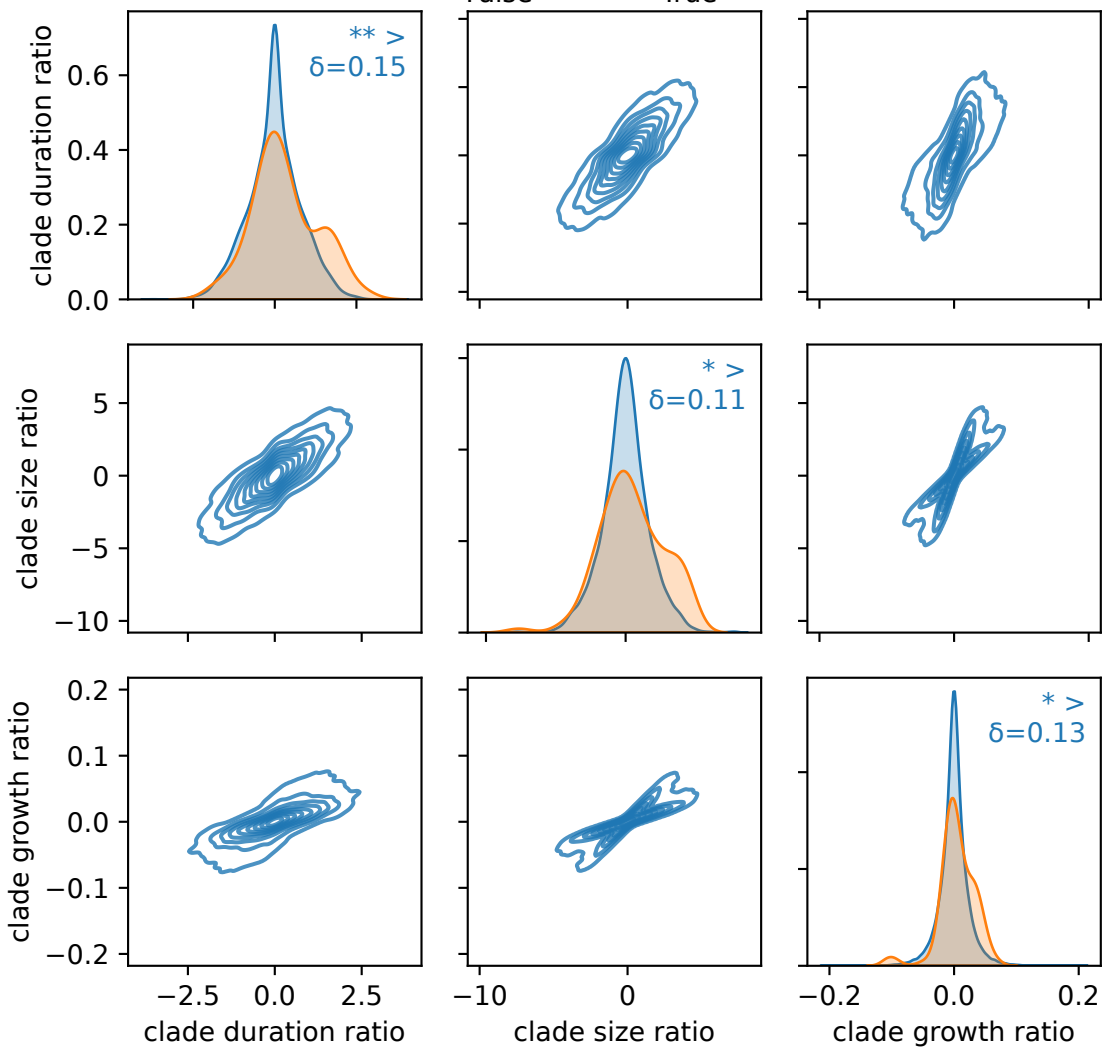 False True
clade duration ratio
0.6
0.4
0.2
0.0
** >
δ=0.15
clade size ratio
5
0
−5
−10
* >
δ=0.11
clade growth ratio
0.2
0.1
0.0
−0.1
−0.2
* >
δ=0.13
−2.5 0.0 2.5
−10 0
−0.2 0.0 0.2
clade duration ratio
clade size ratio
clade growth ratio